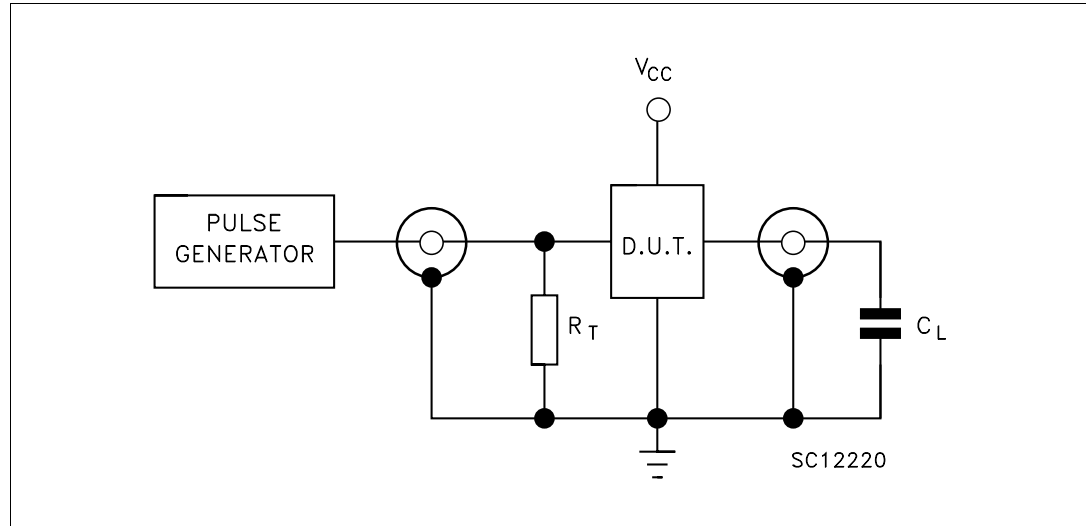 VCC
PULSE
GENERATOR
D.U.T.
RT
CL
SC12220